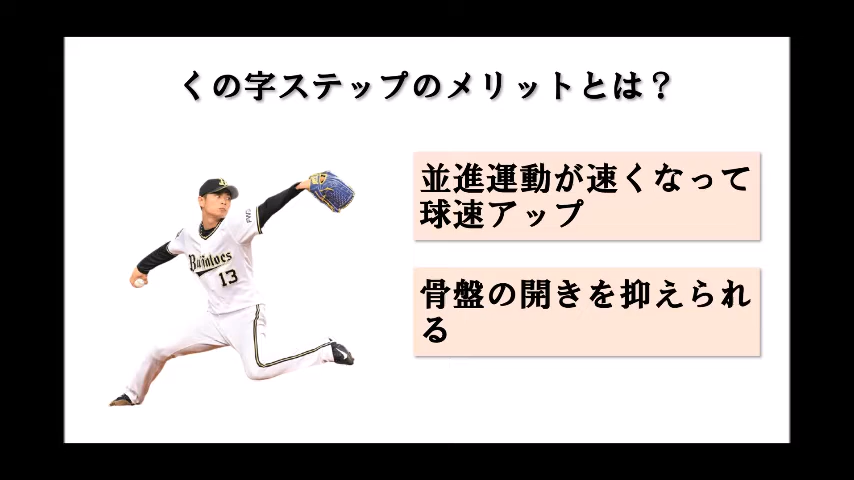 くの字ステップのメリットとは？
並進運動が速くなって
球速アップ
骨盤の開きを抑えられ
る
Buffaloes
13